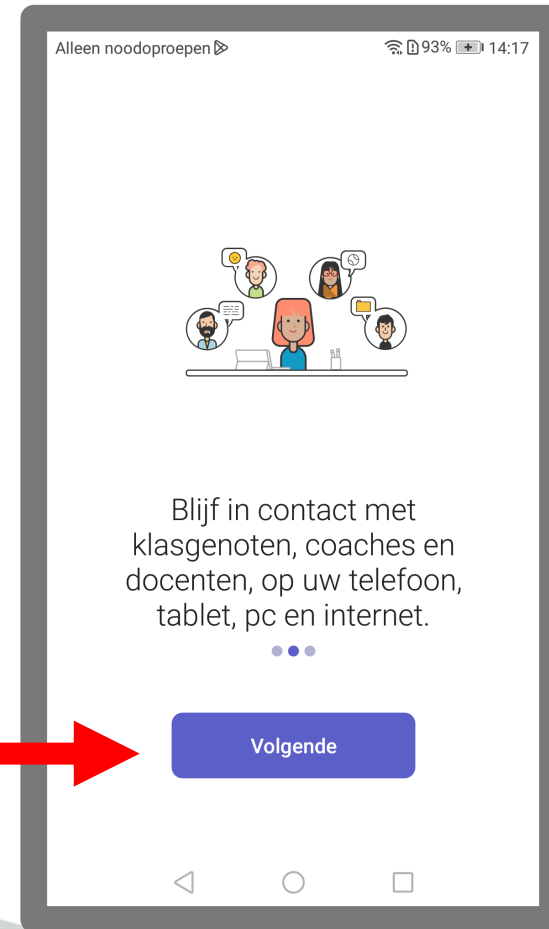 Alleen noodoproepen 93% 14:17
Blijf in contact met
klasgenoten, coaches en
docenten, op uw telefoon,
tablet, pc en internet.
Volgende